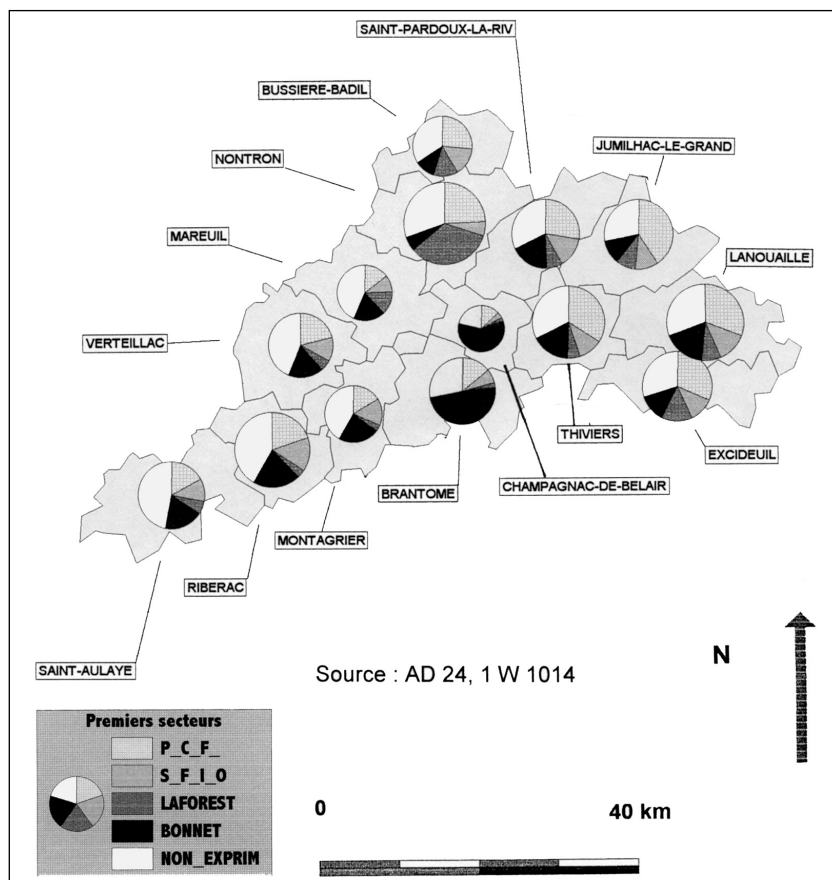 SAINT-PARDOUX-LA-RIV
BUSSIERE-BADIL
JUMILHAC-LE-GRAND
NONTRON
MAREUIL
LANOUAILLE
VERTEILLAC
THIVIERS
EXCIDEUIL
CHAMPAGNAC-DE-BELAIR
BRANTOME
MONTAGRIER
RIBERAC
SAINT-AULAYE
N
Source : AD 24, 1 W 1014
Premiers secteurs
P_C_F_
S_F_I_O
LAFOREST
BONNET
NON_EXPRIM
0 40 km